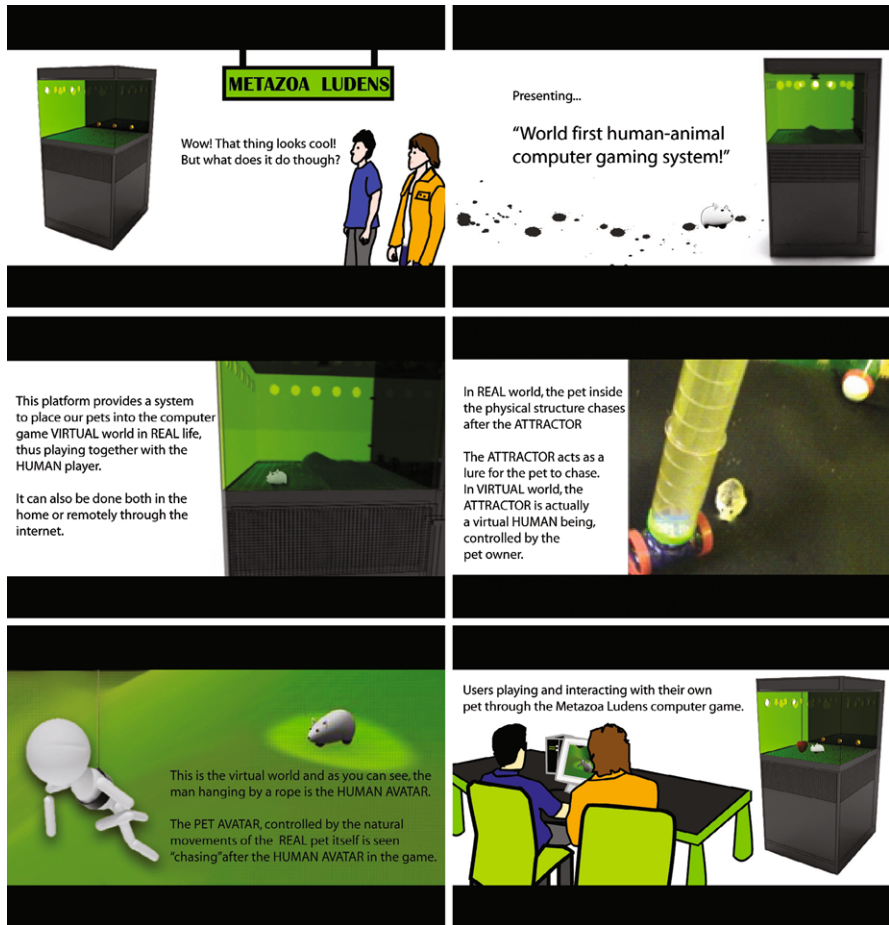 METAZOA LUDENS
Wow! That thing looks cool!
But what does it do though?
Presenting...
“World first human-animal
computer gaming system!”
This platform provides a system
to place our pets into the computer
game VIRTUAL world in REAL life,
thus playing together with the
HUMAN player.
It can also be done both in the
home or remotely through the
internet.
In REAL world, the pet inside
the physical structure chases
after the ATTRACTOR
The ATTRACTOR acts as a
lure for the pet to chase.
In VIRTUAL world, the
ATTRACTOR is actually
a virtual HUMAN being,
controlled by the
pet owner.
This is the virtual world and as you can see, the
man hanging by a rope is the HUMAN AVATAR.
The PET AVATAR, controlled by the natural
movements of the REAL pet itself is seen
“chasing”after the HUMAN AVATAR in the game.
Users playing and interacting with their own
pet through the Metazoa Ludens computer game.